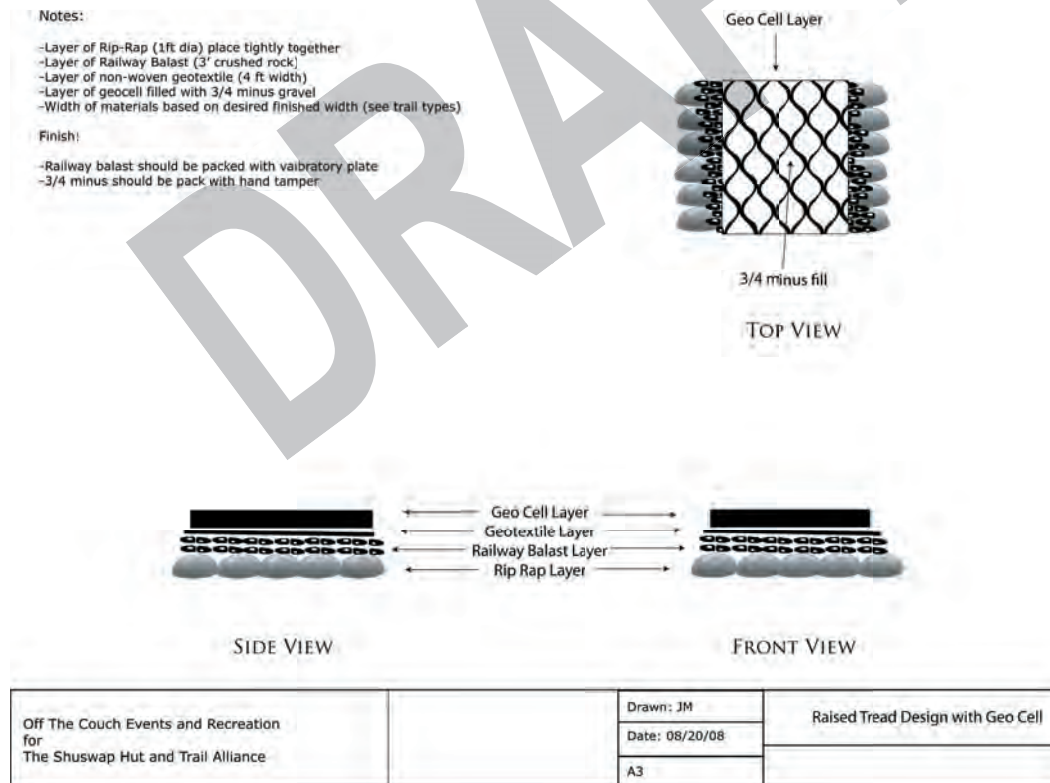 Notes:
-Layer of Rip-Rap (1ft dia) place tightly together
-Layer of Railway Balast (3' crushed rock)
-Layer of non-woven geotextile (4 ft width)
-Layer of geocell filled with 3/4 minus gravel
-Width of materials based on desired finished width (see trail types)
Finish:
-Railway balast should be packed with vaibratory plate
-3/4 minus should be pack with hand tamper
DRAFT
Geo Cell Layer
3/4 minus fill
TOP VIEW
Geo Cell Layer
Geotextile Layer
Railway Balast Layer
Rip Rap Layer
SIDE VIEW
FRONT VIEW
Off The Couch Events and Recreation
for
The Shuswap Hut and Trail Alliance
Drawn: JM
Date: 08/20/08
A3
Raised Tread Design with Geo Cell